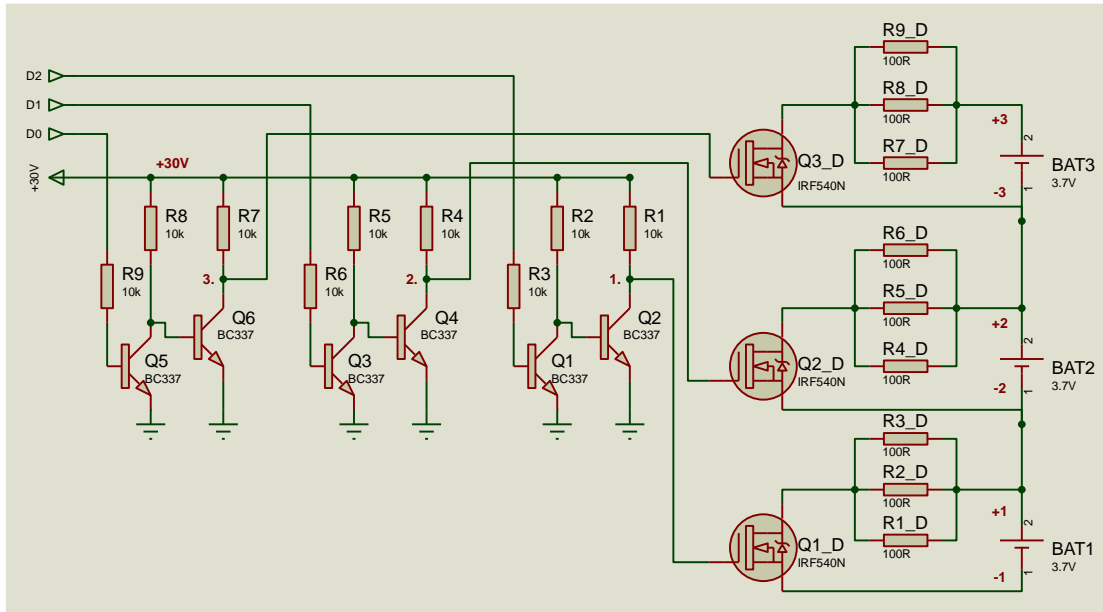 D2
D1
D0
+30V
+30V
R8
10k
R7
10k
R5
10k
R4
10k
R2
10k
R1
10k
R9
10k
3.
R6
10k
2.
R3
10k
1.
Q5
BC337
Q6
BC337
Q3
BC337
Q4
BC337
Q1
BC337
Q2
BC337
R9_D
100R
R8_D
100R
R7_D
100R
Q3_D
IRF540N
+3
2
BAT3
3.7V
-3
1
R6_D
100R
R5_D
100R
R4_D
100R
Q2_D
IRF540N
+2
2
BAT2
3.7V
-2
1
R3_D
100R
R2_D
100R
R1_D
100R
Q1_D
IRF540N
+1
2
BAT1
3.7V
-1
1